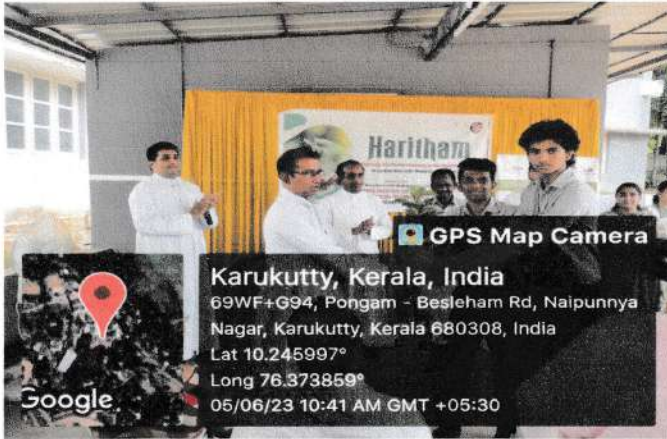 Haritham
GPS Map Camera
Karukutty, Kerala, India
69WF+G94, Pongam - Besleham Rd, Naipunnya
Nagar, Karukutty, Kerala 680308, India
Lat 10.245997°
Long 76.373859°
05/06/23 10:41 AM GMT +05:30
Google